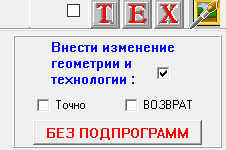 T E X
Внести изменение
геометрии и
технологии :
Точно ВОЗВРАТ
БЕЗ ПОДПРОГРАММ